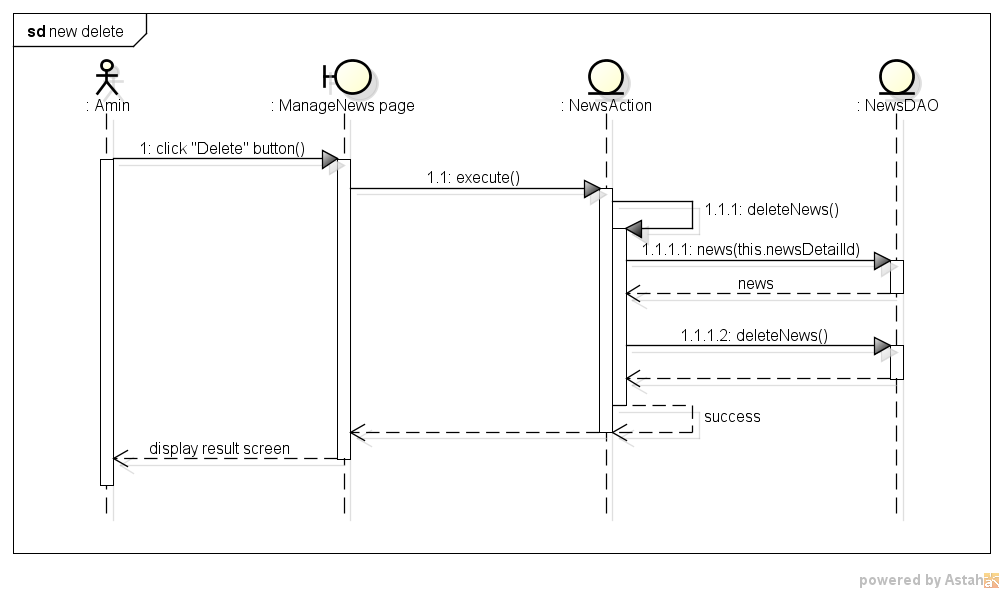 sd new delete
: Amin
: ManageNews page
: NewsAction
: NewsDAO
1: click "Delete" button()
1.1: execute()
1.1.1: deleteNews()
1.1.1.1: news(this.newsDetailId)
news
1.1.1.2: deleteNews()
success
display result screen
powered by Astah